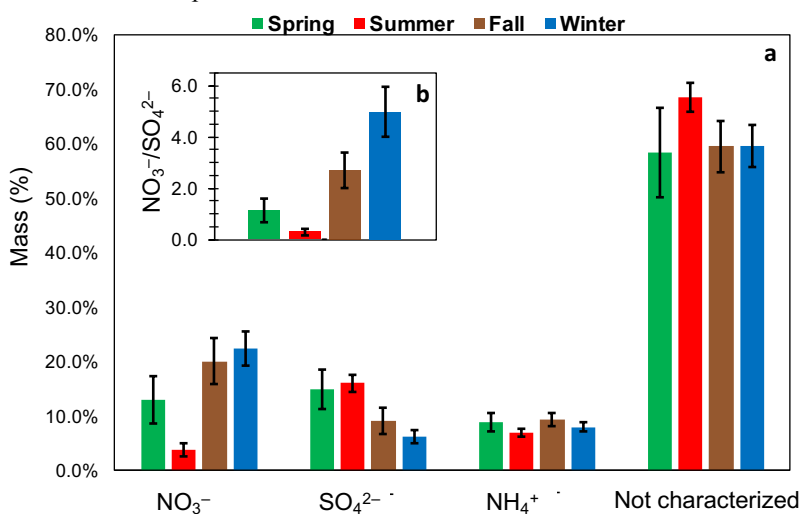 Spring Summer Fall Winter
80.0%
70.0%
60.0%
50.0%
40.0%
30.0%
20.0%
10.0%
0.0%
Mass (%)
a
b
6.0
4.0
2.0
0.0
NO₃⁻/SO₄²⁻
NO₃⁻ SO₄²⁻ NH₄⁺ Not characterized